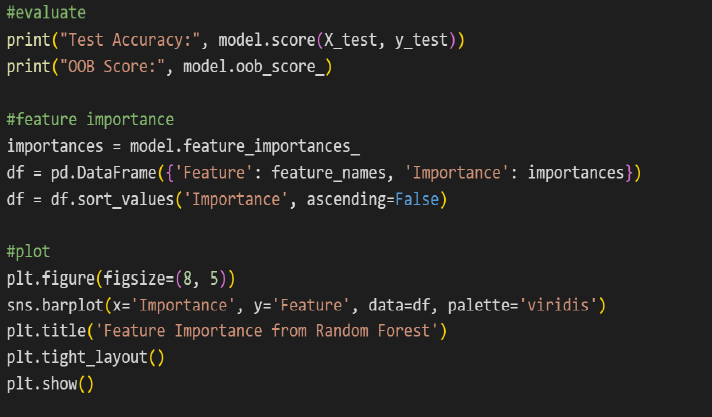 #evaluate
print("Test Accuracy:", model.score(X_test, y_test))
print("OOB Score:", model.oob_score_)
#feature importance
importances = model.feature_importances_
df = pd.DataFrame({'Feature': feature_names, 'Importance': importances})
df = df.sort_values('Importance', ascending=False)
#plot
plt.figure(figsize=(8, 5))
sns.barplot(x='Importance', y='Feature', data=df, palette='viridis')
plt.title('Feature Importance from Random Forest')
plt.tight_layout()
plt.show()